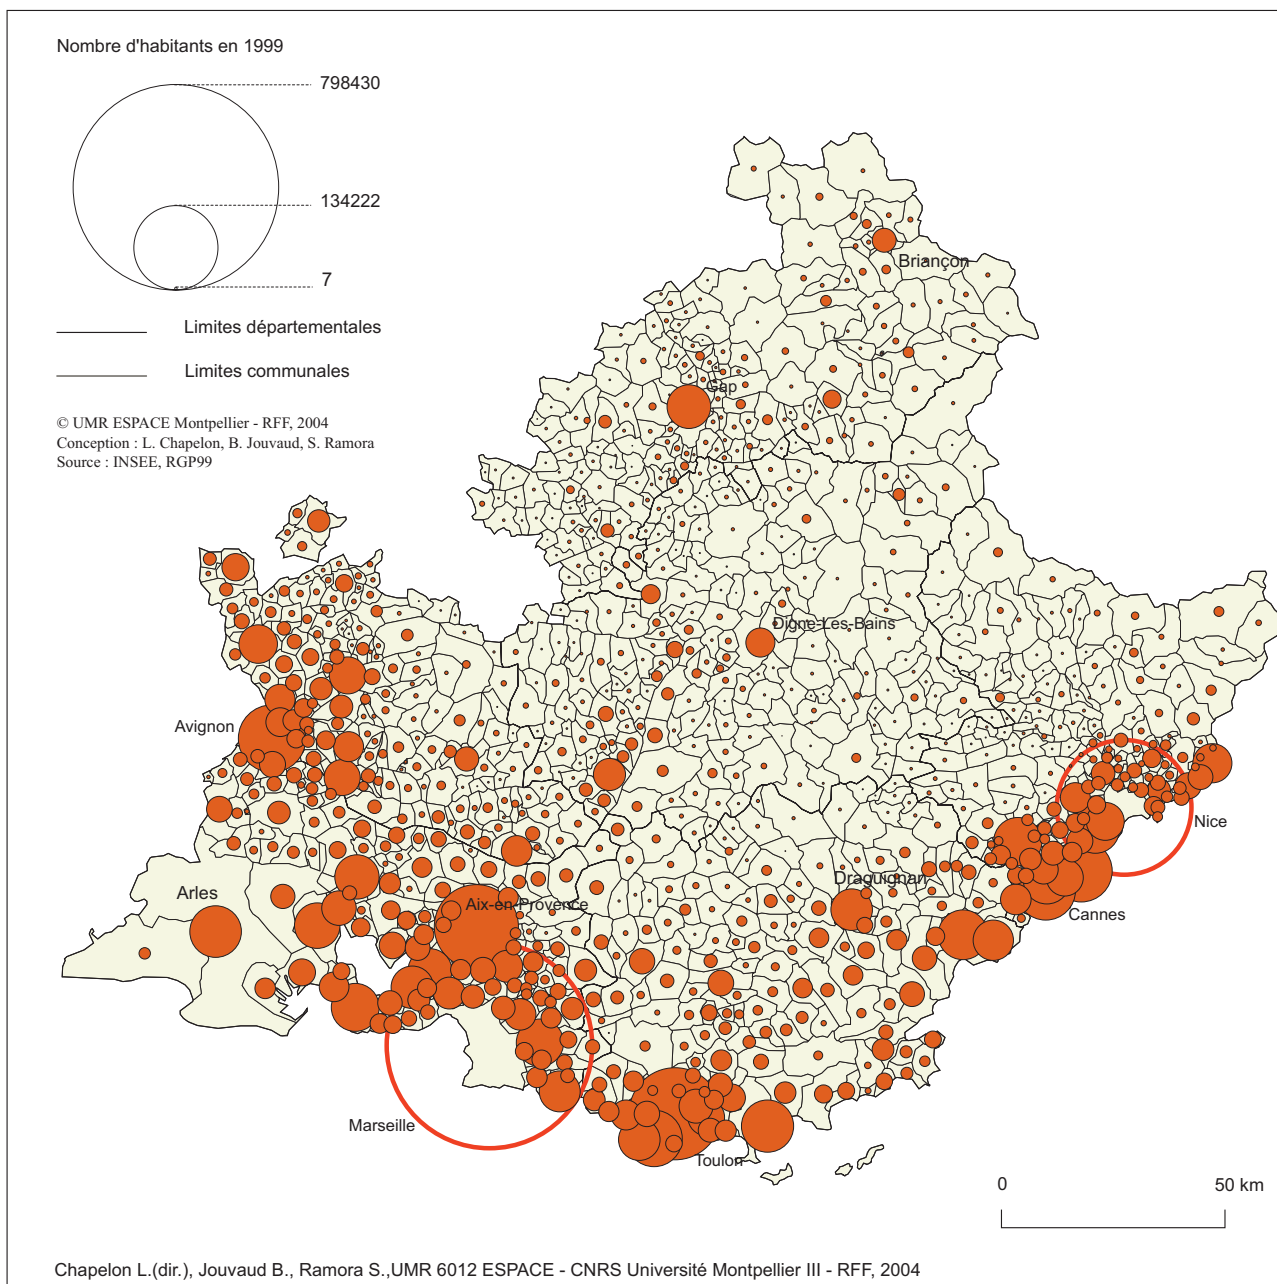 Nombre d'habitants en 1999
798430
134222
7
Limites départementales
Limites communales
© UMR ESPACE Montpellier - RFF, 2004
Conception : L. Chapelon, B. Jouvaud, S. Ramora
Source : INSEE, RGP99
Briançon
Gap
Digne-Les-Bains
Avignon
Nice
Arles
Draguignan
Aix-en-Provence
Cannes
Marseille
Toulon
0
50 km
Chapelon L.(dir.), Jouvaud B., Ramora S.,UMR 6012 ESPACE - CNRS Université Montpellier III - RFF, 2004